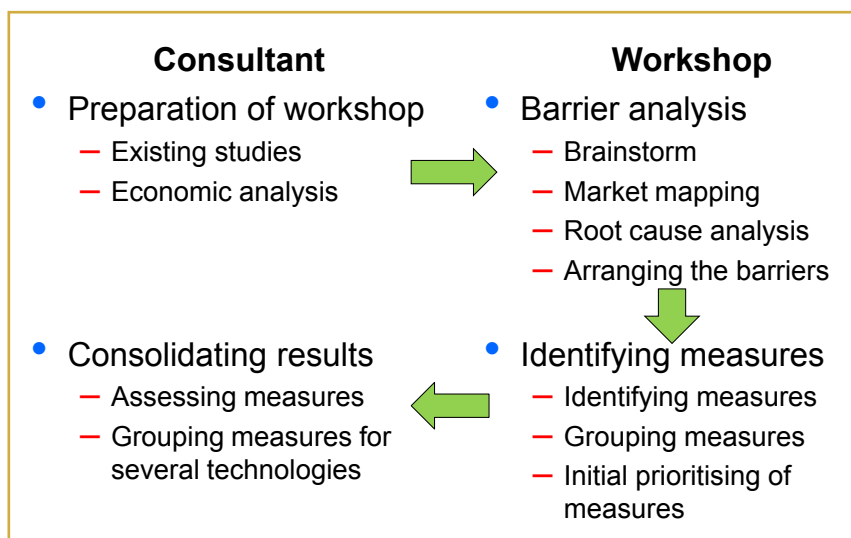 Consultant
• Preparation of workshop
– Existing studies
– Economic analysis
Workshop
• Barrier analysis
– Brainstorm
– Market mapping
– Root cause analysis
– Arranging the barriers
• Identifying measures
– Identifying measures
– Grouping measures
– Initial prioritising of
measures
• Consolidating results
– Assessing measures
– Grouping measures for
several technologies